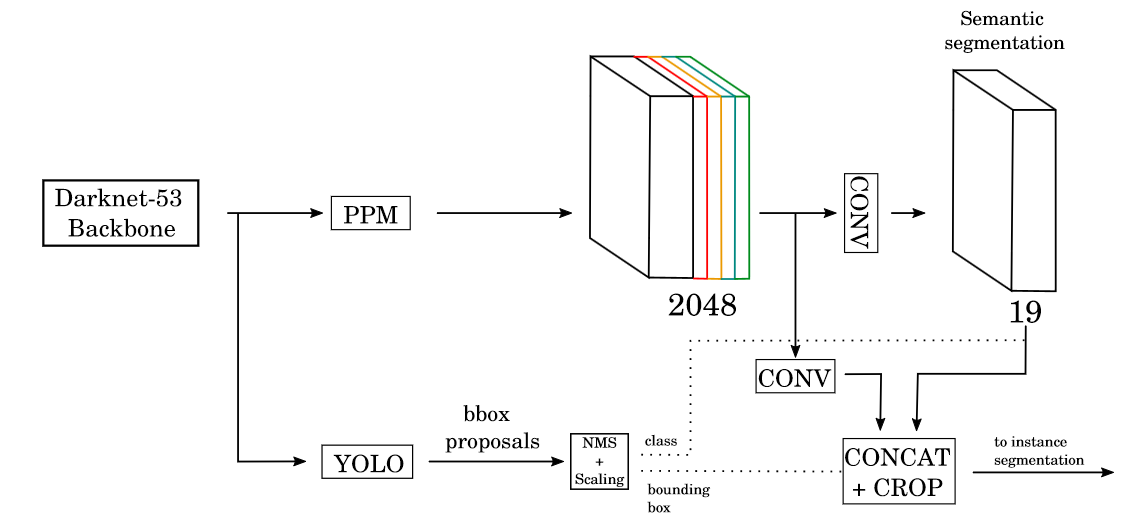 Semantic
segmentation
Darknet-53
Backbone
PPM
CONV
2048
19
CONV
bbox
proposals
YOLO
NMS
+
Scaling
class
bounding
box
CONCAT
+ CROP
to instance
segmentation